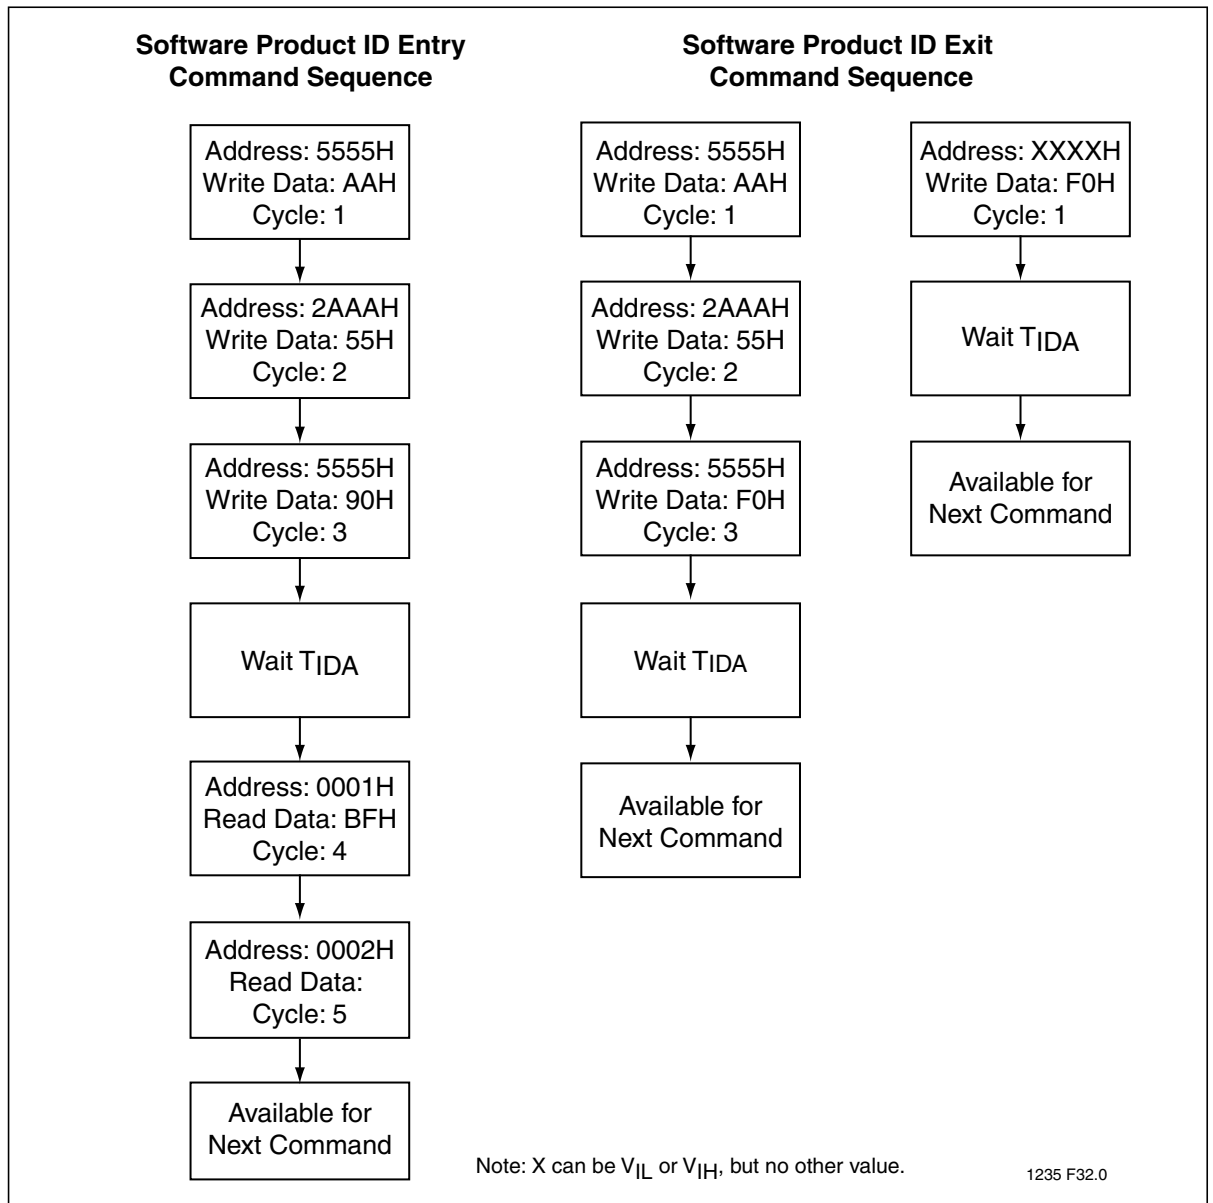 Software Product ID Entry
Command Sequence
Address: 5555H
Write Data: AAH
Cycle: 1
Address: 2AAAH
Write Data: 55H
Cycle: 2
Address: 5555H
Write Data: 90H
Cycle: 3
Wait TIDA
Address: 0001H
Read Data: BFH
Cycle: 4
Address: 0002H
Read Data:
Cycle: 5
Available for
Next Command
Software Product ID Exit
Command Sequence
Address: 5555H
Write Data: AAH
Cycle: 1
Address: 2AAAH
Write Data: 55H
Cycle: 2
Address: 5555H
Write Data: F0H
Cycle: 3
Wait TIDA
Available for
Next Command
Address: XXXXH
Write Data: F0H
Cycle: 1
Wait TIDA
Available for
Next Command
Note: X can be VIL or VIH, but no other value.
1235 F32.0